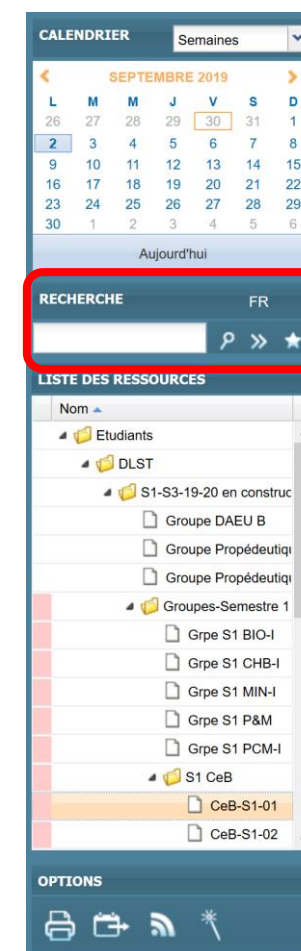 CALENDRIER Semaines
SEPTEMBRE 2019
L M M J V S D
26 27 28 29 30 31 1
2 3 4 5 6 7 8
9 10 11 12 13 14 15
16 17 18 19 20 21 22
23 24 25 26 27 28 29
30 1 2 3 4 5 6
Aujourd'hui
RECHERCHE FR
LISTE DES RESSOURCES
Nom
Etudiants
DLST
S1-S3-19-20 en construc
Groupe DAEU B
Groupe Propédeutiqu
Groupe Propédeutiqu
Groupes-Semestre 1
Grpe S1 BIO-I
Grpe S1 CHB-I
Grpe S1 MIN-I
Grpe S1 P&M
Grpe S1 PCM-I
S1 CeB
CeB-S1-01
CeB-S1-02
OPTIONS